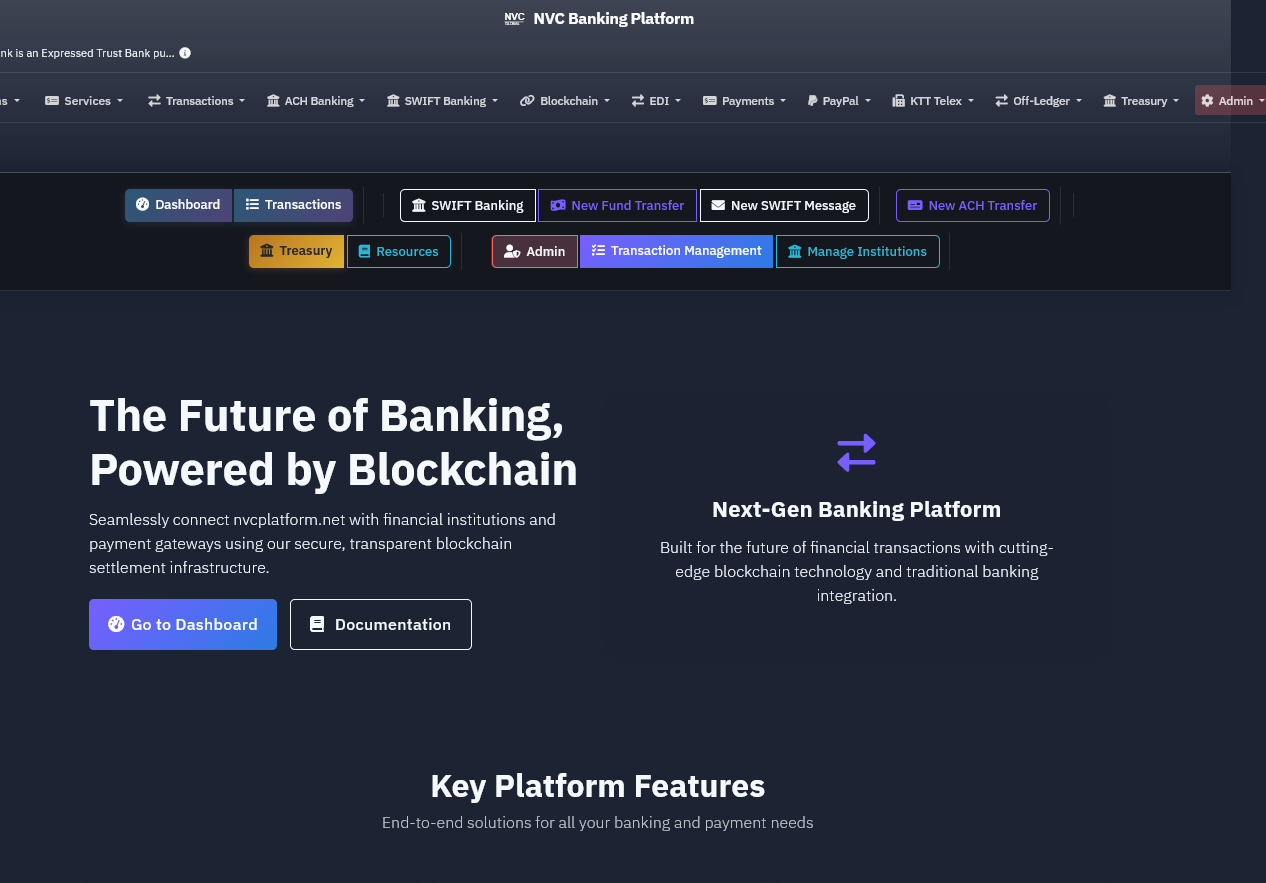 NVC
GLOBAL
NVC Banking Platform
nk is an Expressed Trust Bank pu...
ns
Services
Transactions
ACH Banking
SWIFT Banking
Blockchain
EDI
Payments
PayPal
KTT Telex
Off-Ledger
Treasury
Admin
Dashboard
Transactions
SWIFT Banking
New Fund Transfer
New SWIFT Message
New ACH Transfer
Treasury
Resources
Admin
Transaction Management
Manage Institutions
The Future of Banking,
Powered by Blockchain
Seamlessly connect nvcplatform.net with financial institutions and
payment gateways using our secure, transparent blockchain
settlement infrastructure.
Go to Dashboard
Documentation
Next-Gen Banking Platform
Built for the future of financial transactions with cutting-
edge blockchain technology and traditional banking
integration.
Key Platform Features
End-to-end solutions for all your banking and payment needs